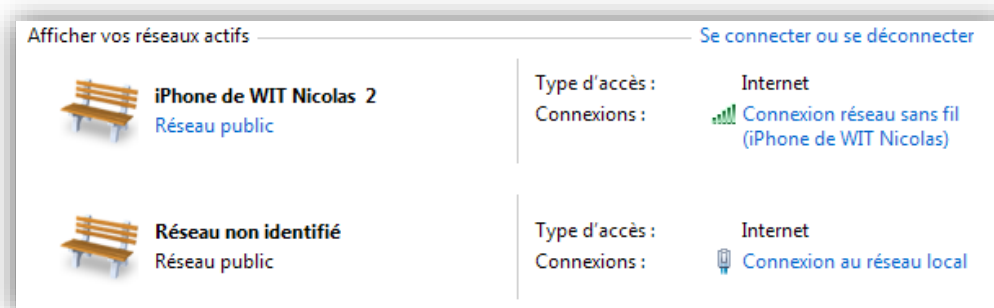 Afficher vos réseaux actifs
Se connecter ou se déconnecter
iPhone de WIT Nicolas 2
Réseau public
Type d'accès : Internet
Connexions : Connexion réseau sans fil
(iPhone de WIT Nicolas)
Réseau non identifié
Réseau public
Type d'accès : Internet
Connexions : Connexion au réseau local